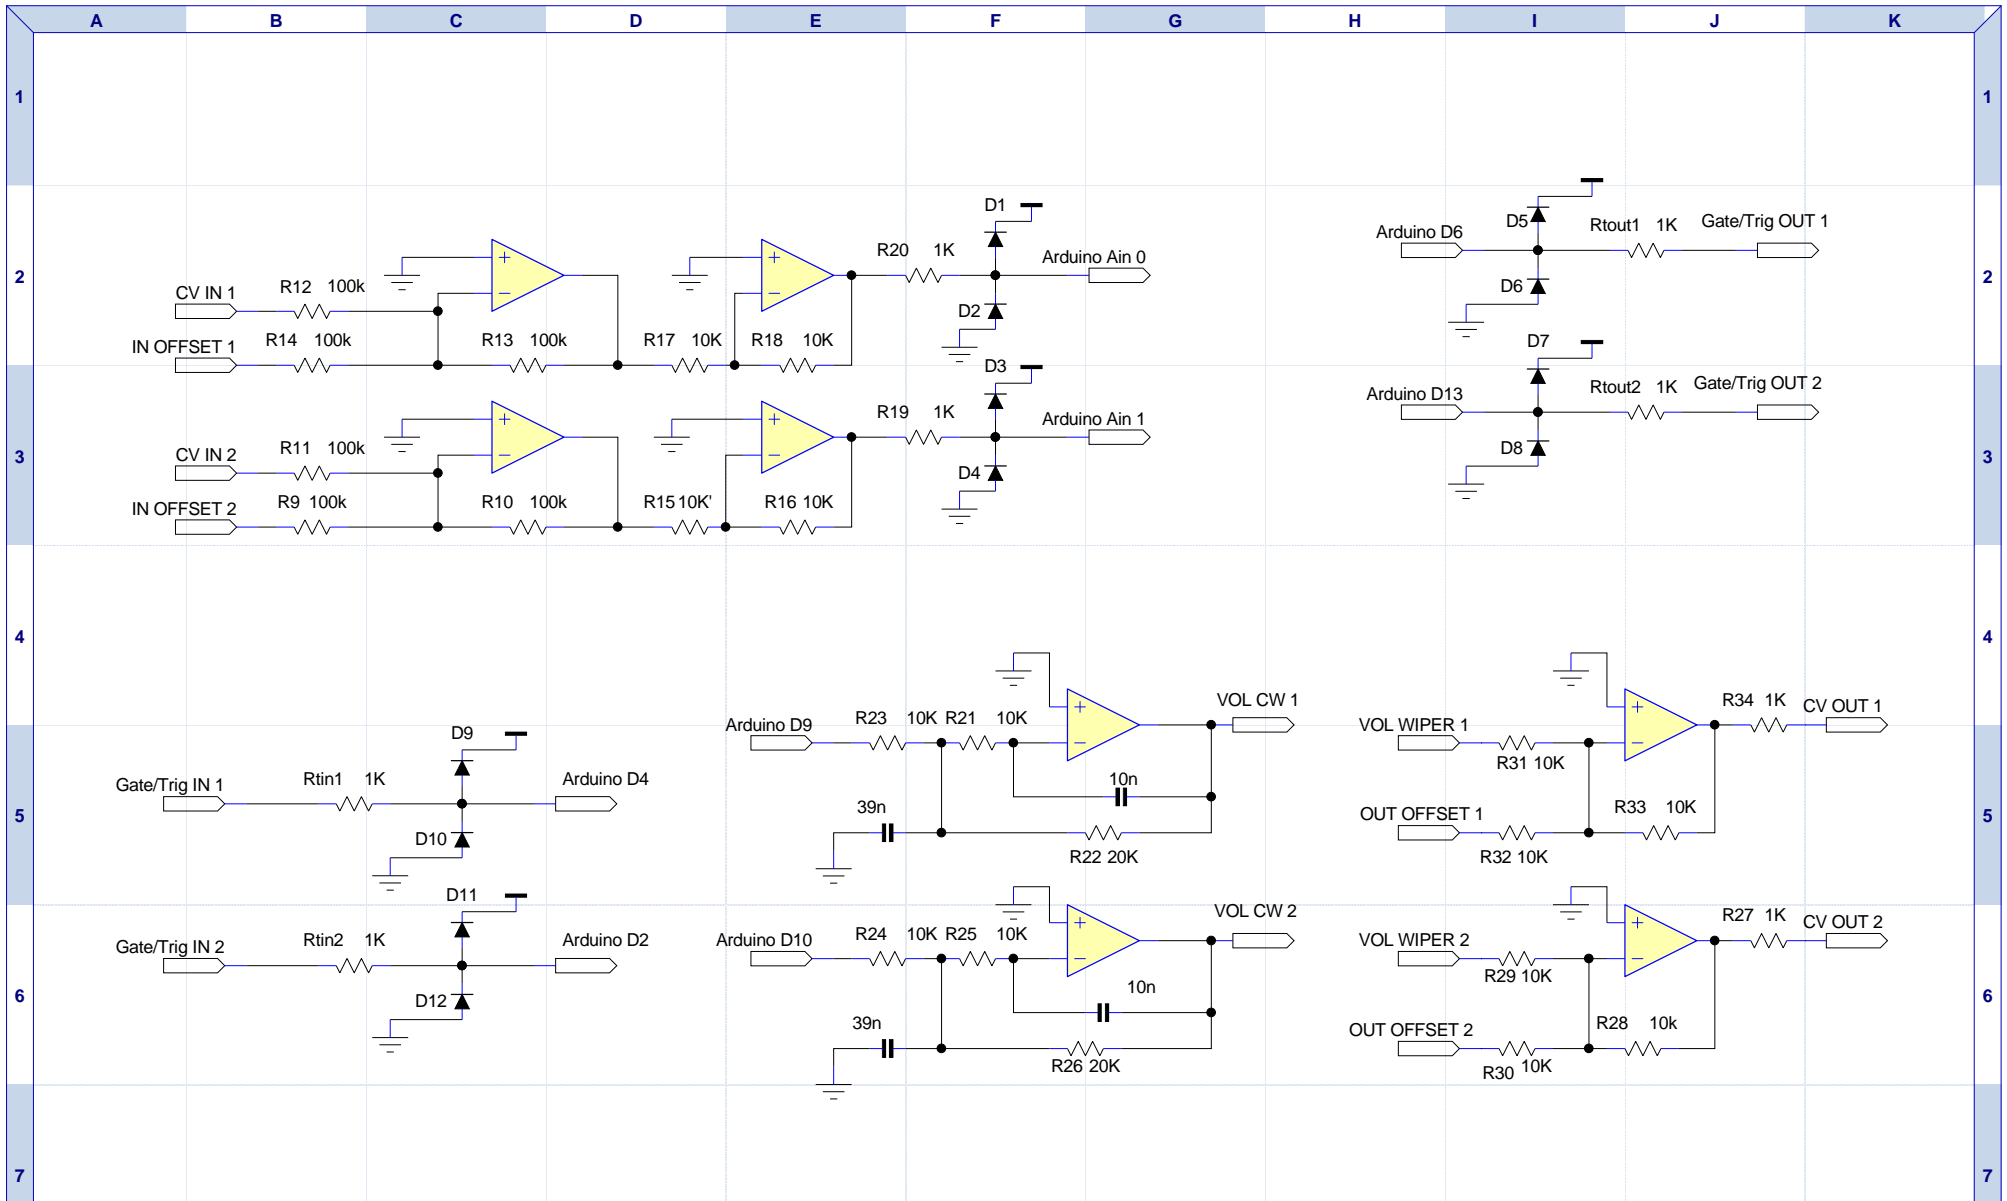 A B C D E F G H I J K
1 1
D1
R20 1K
Arduino Ain 0
D5
Arduino D6
Rtout1 1K
Gate/Trig OUT 1
D6
2 2
CV IN 1
R12 100k
+
−
+
−
D2
IN OFFSET 1
R14 100k
R13 100k
R17 10K
R18 10K
D3
D7
R19 1K
Arduino Ain 1
Arduino D13
Rtout2 1K
Gate/Trig OUT 2
D8
3 3
CV IN 2
R11 100k
+
−
+
−
D4
IN OFFSET 2
R9 100k
R10 100k
R15 10K'
R16 10K
4 4
D9
Gate/Trig IN 1
Rtin1 1K
Arduino D4
D10
Arduino D9
R23 10K
R21 10K
+
−
VOL CW 1
10n
39n
R22 20K
VOL WIPER 1
R31 10K
+
−
R34 1K
CV OUT 1
OUT OFFSET 1
R32 10K
R33 10K
5 5
D11
Gate/Trig IN 2
Rtin2 1K
Arduino D2
D12
Arduino D10
R24 10K
R25 10K
+
−
VOL CW 2
10n
39n
R26 20K
VOL WIPER 2
R29 10K
+
−
R27 1K
CV OUT 2
OUT OFFSET 2
R30 10K
R28 10k
6 6
7 7